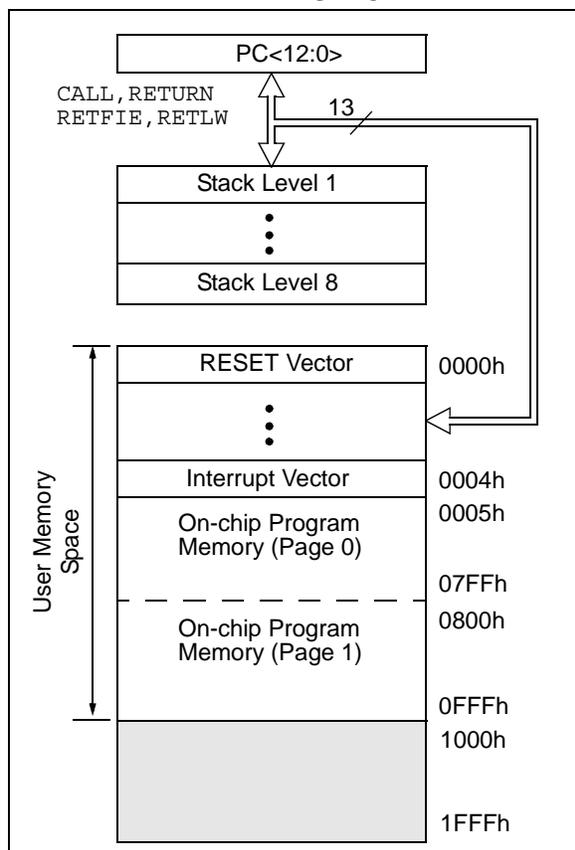 PC<12:0>
CALL,RETURN
RETFIE,RETLW
13
Stack Level 1
Stack Level 8
RESET Vector
0000h
Interrupt Vector
0004h
0005h
On-chip Program
Memory (Page 0)
07FFh
0800h
On-chip Program
Memory (Page 1)
0FFFh
1000h
1FFFh
User Memory
Space